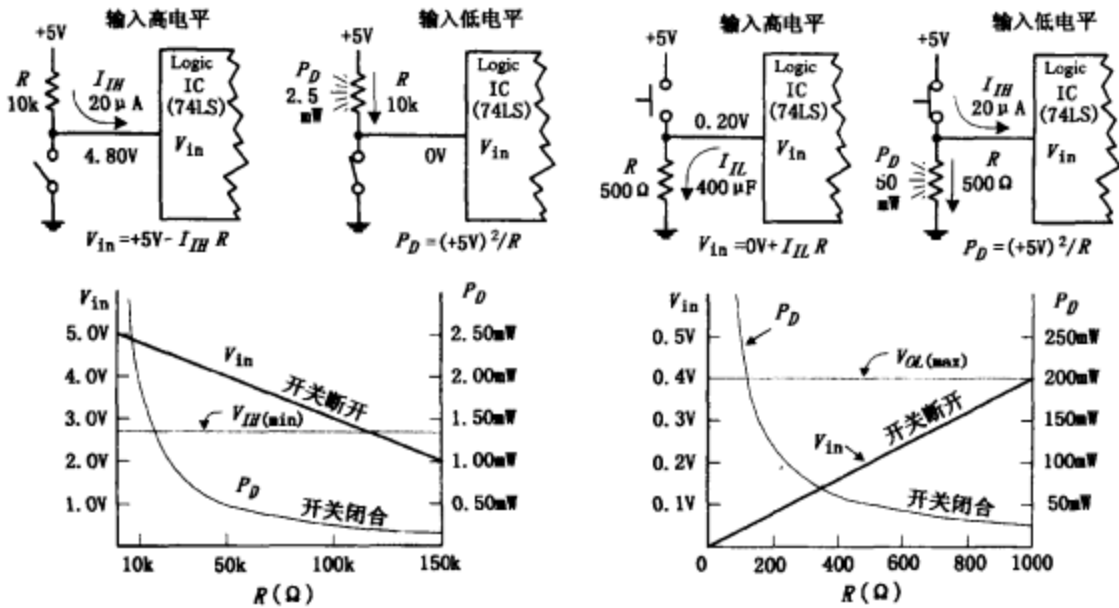 输入高电平
+5V
R
10k
I_IH
20μA
4.80V
Logic
IC
(74LS)
V_in
V_in=+5V-I_IH R
输入低电平
+5V
P_D
2.5
mW
R
10k
0V
Logic
IC
(74LS)
V_in
P_D=(+5V)²/R
输入高电平
+5V
0.20V
R
500Ω
I_IL
400μF
Logic
IC
(74LS)
V_in
V_in=0V+I_IL R
输入低电平
+5V
I_IH
20μA
P_D
50
mW
R
500Ω
Logic
IC
(74LS)
V_in
P_D=(+5V)²/R
V_in
5.0V
4.0V
3.0V
2.0V
1.0V
P_D
2.50mW
2.00mW
1.50mW
1.00mW
0.50mW
V_in
开关断开
V_IH(min)
P_D
开关闭合
10k
50k
100k
150k
R(Ω)
V_in
0.5V
0.4V
0.3V
0.2V
0.1V
P_D
250mW
200mW
150mW
100mW
50mW
P_D
V_OL(max)
开关断开
V_in
开关闭合
0
200
400
600
800
1000
R(Ω)